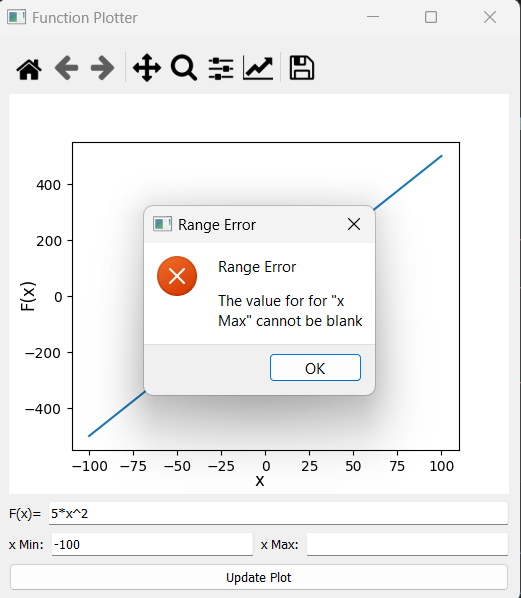 Function Plotter
400
200
0
−200
−400
F(x)
−100 −75 −50 −25 0 25 50 75 100
x
Range Error
Range Error
The value for for "x
Max" cannot be blank
OK
F(x)= 5*x^2
x Min: -100 x Max:
Update Plot